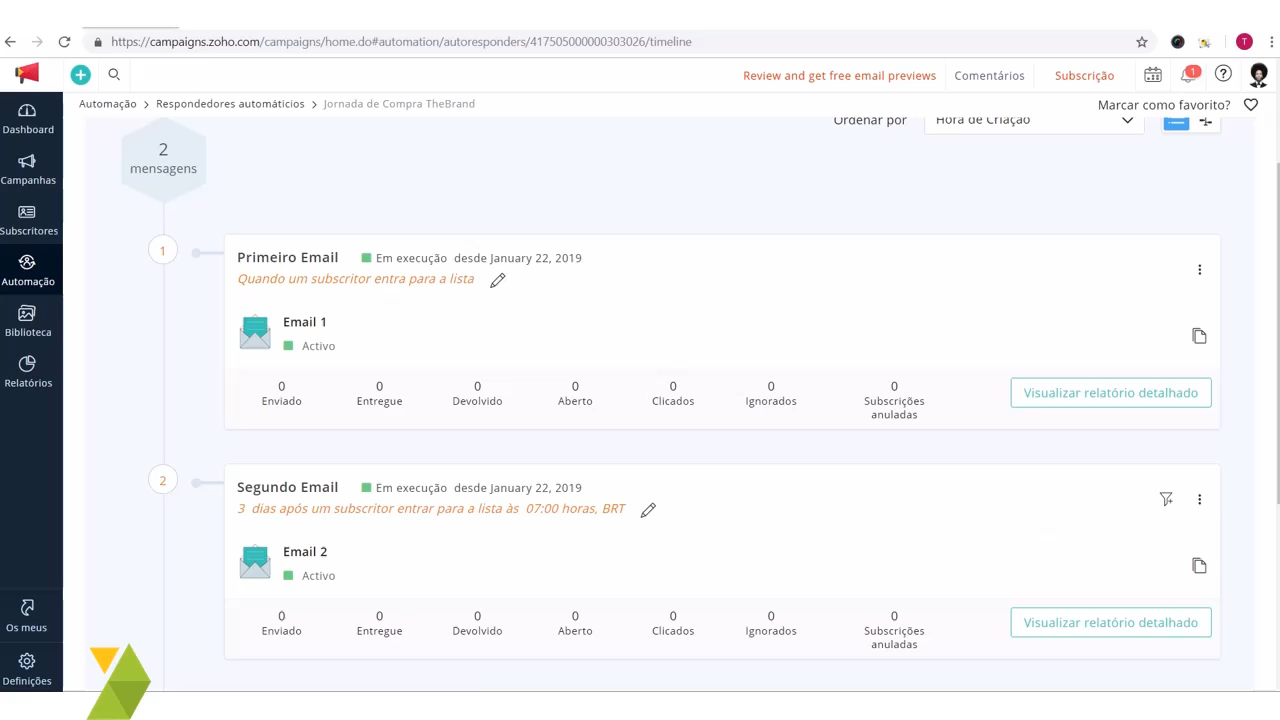 https://campaigns.zoho.com/campaigns/home.do#automation/autoresponders/417505000000303026/timeline
T
Review and get free email previews
Comentários
Subscrição
1
Automação > Respondedores automátícios > Jornada de Compra TheBrand
Marcar como favorito?
Dashboard
Campanhas
Subscritores
Automação
Biblioteca
Relatórios
Os meus
Definições
Ordenar por
Hora de Criação
2
mensagens
1
Primeiro Email
Em execução desde January 22, 2019
Quando um subscritor entra para a lista
Email 1
Activo
0 0 0 0 0 0 0
Enviado Entregue Devolvido Aberto Clicados Ignorados Subscrições
anuladas
Visualizar relatório detalhado
2
Segundo Email
Em execução desde January 22, 2019
3 dias após um subscritor entrar para a lista às 07:00 horas, BRT
Email 2
Activo
0 0 0 0 0 0 0
Enviado Entregue Devolvido Aberto Clicados Ignorados Subscrições
anuladas
Visualizar relatório detalhado